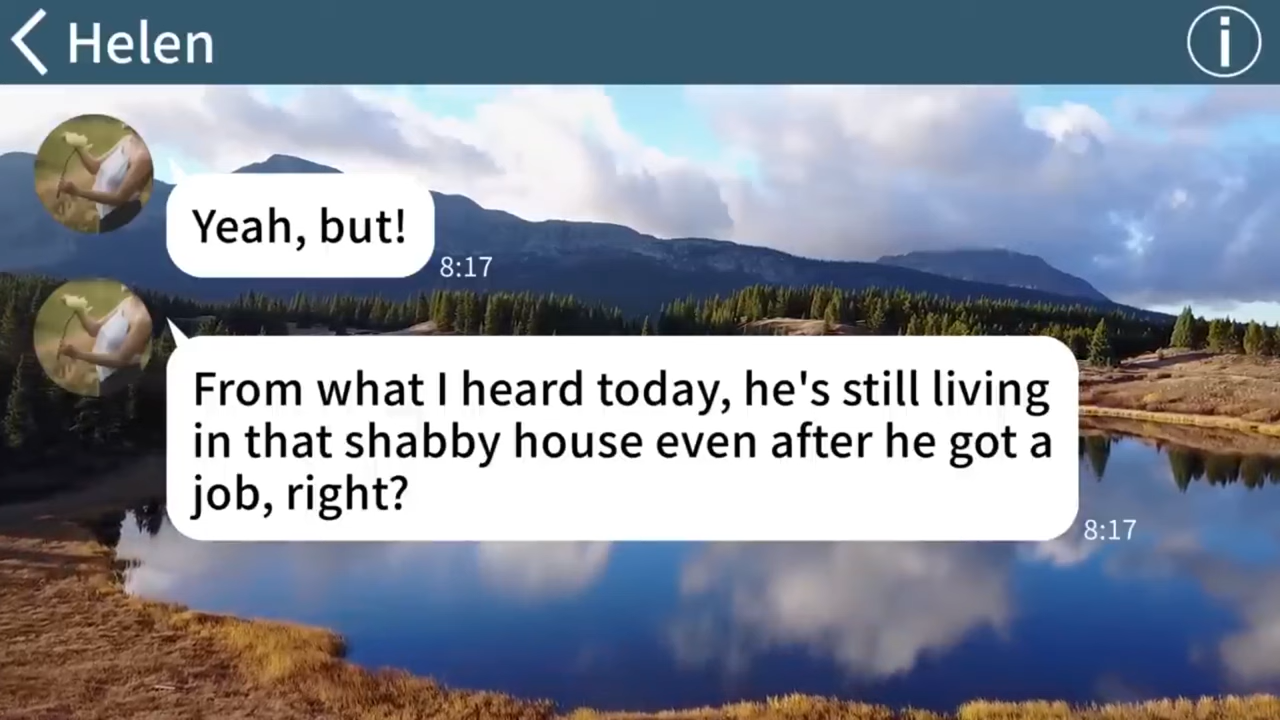 Helen
Yeah, but!
8:17
From what I heard today, he's still living
in that shabby house even after he got a
job, right?
8:17